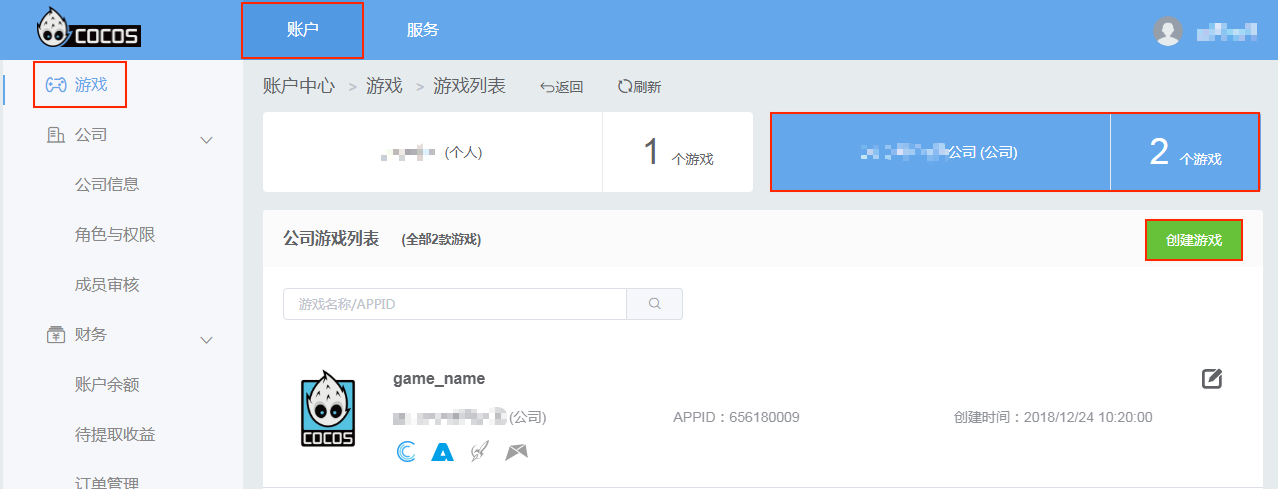 COCOS
账户
服务
游戏
公司
公司信息
角色与权限
成员审核
财务
账户余额
待提取收益
订单管理
账户中心 > 游戏 > 游戏列表 返回 刷新
(个人) 1 个游戏
公司 (公司) 2 个游戏
公司游戏列表 (全部2款游戏)
创建游戏
游戏名称/APPID
COCOS
game_name
(公司)
APPID：656180009
创建时间：2018/12/24 10:20:00